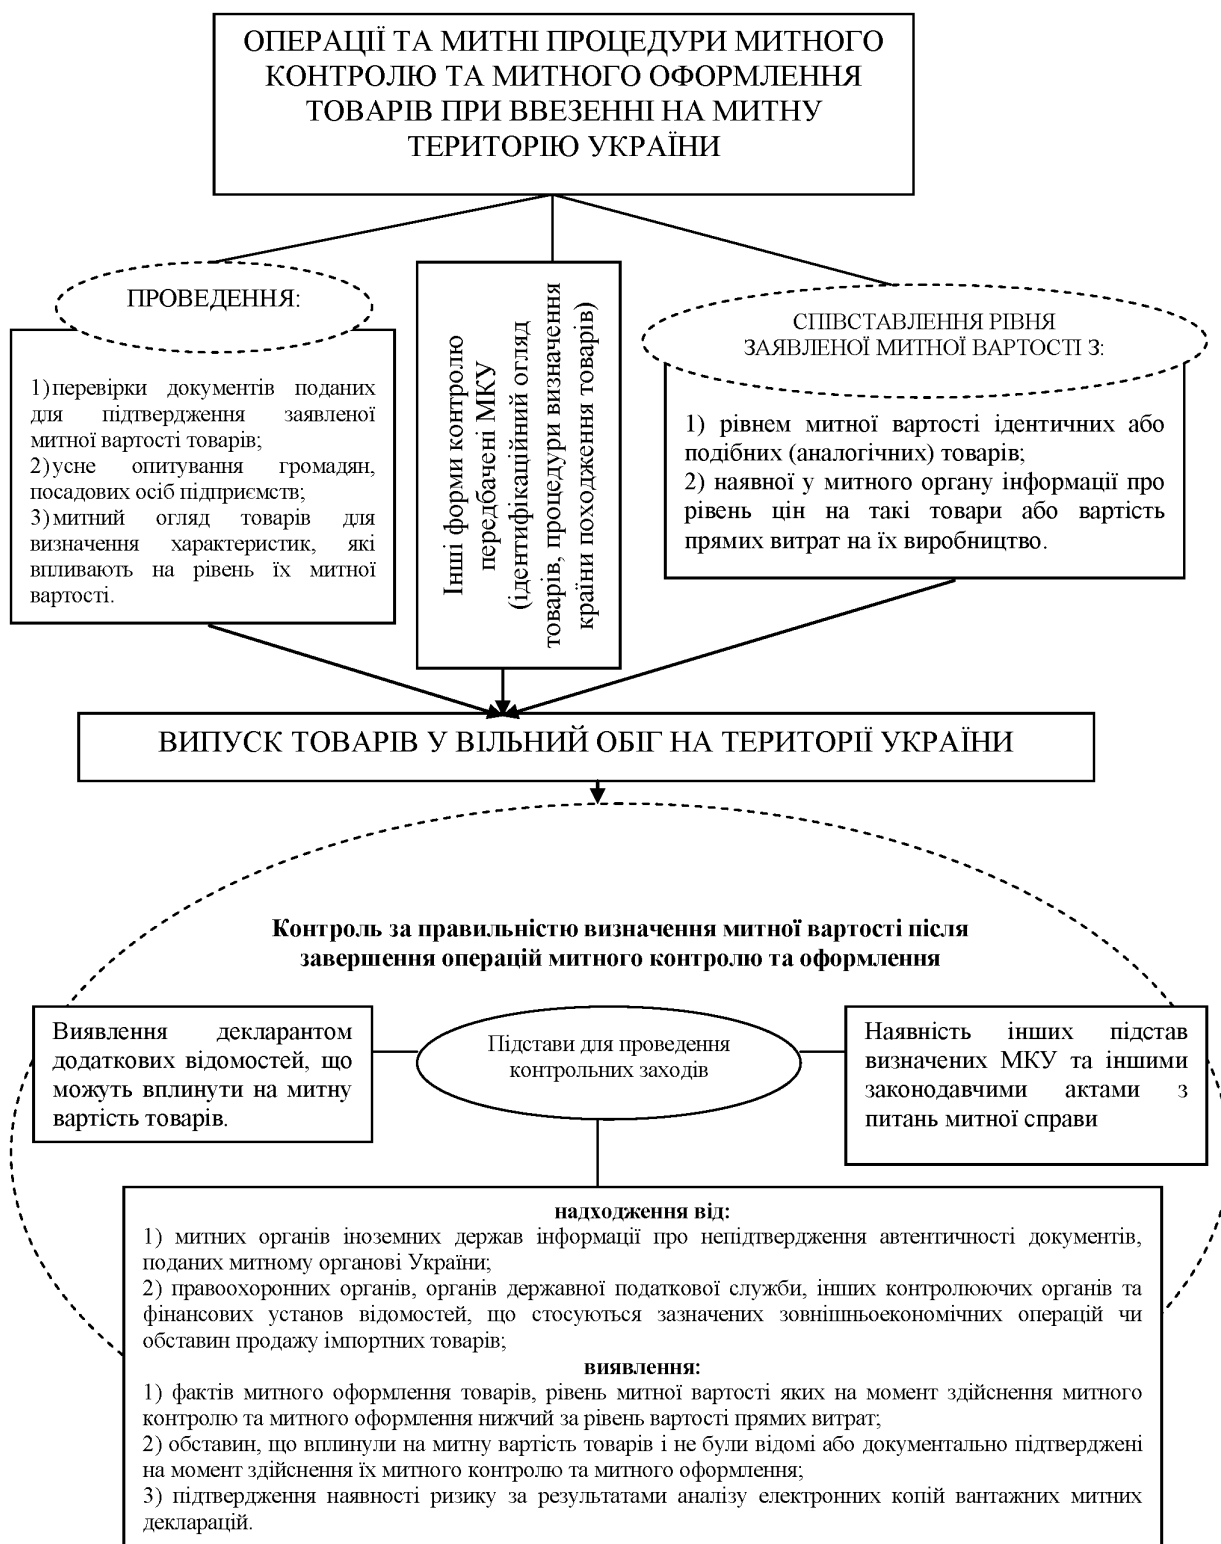 ОПЕРАЦІЇ ТА МИТНІ ПРОЦЕДУРИ МИТНОГО
КОНТРОЛЮ ТА МИТНОГО ОФОРМЛЕННЯ
ТОВАРІВ ПРИ ВВЕЗЕННІ НА МИТНУ
ТЕРИТОРІЮ УКРАЇНИ
ПРОВЕДЕННЯ:
1) перевірки документів поданих
для підтвердження заявленої
митної вартості товарів;
2) усне опитування громадян,
посадових осіб підприємств;
3) митний огляд товарів для
визначення характеристик, які
впливають на рівень їх митної
вартості.
Інші форми контролю
передбачені МКУ
(ідентифікаційний огляд
товарів, процедури визначення
країни походження товарів)
СПІВСТАВЛЕННЯ РІВНЯ
ЗАЯВЛЕНОЇ МИТНОЇ ВАРТОСТІ З:
1) рівнем митної вартості ідентичних або
подібних (аналогічних) товарів;
2) наявної у митного органу інформації про
рівень цін на такі товари або вартість
прямих витрат на їх виробництво.
ВИПУСК ТОВАРІВ У ВІЛЬНИЙ ОБІГ НА ТЕРИТОРІЇ УКРАЇНИ
Контроль за правильністю визначення митної вартості після
завершення операцій митного контролю та оформлення
Виявлення декларантом
додаткових відомостей, що
можуть вплинути на митну
вартість товарів.
Підстави для проведення
контрольних заходів
Наявність інших підстав
визначених МКУ та іншими
законодавчими актами з
питань митної справи
надходження від:
1) митних органів іноземних держав інформації про непідтвердження автентичності документів,
поданих митному органові України;
2) правоохоронних органів, органів державної податкової служби, інших контролюючих органів та
фінансових установ відомостей, що стосуються зазначених зовнішньоекономічних операцій чи
обставин продажу імпортних товарів;
виявлення:
1) фактів митного оформлення товарів, рівень митної вартості яких на момент здійснення митного
контролю та митного оформлення нижчий за рівень вартості прямих витрат;
2) обставин, що вплинули на митну вартість товарів і не були відомі або документально підтверджені
на момент здійснення їх митного контролю та митного оформлення;
3) підтвердження наявності ризику за результатами аналізу електронних копій вантажних митних
декларацій.